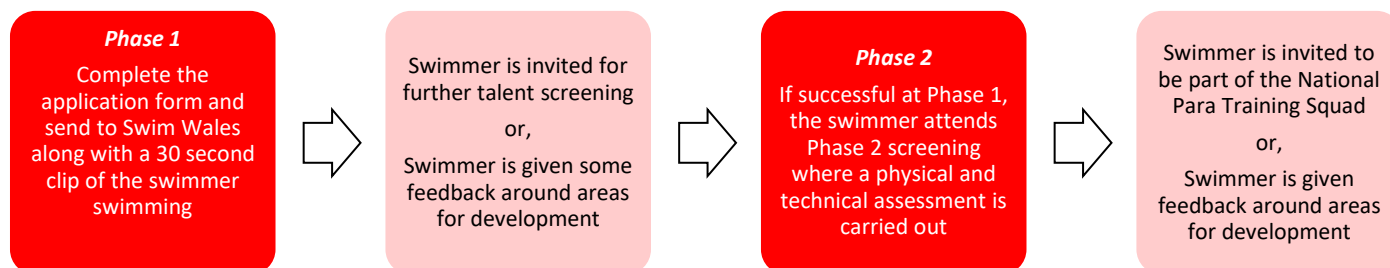 Phase 1
Complete the
application form and
send to Swim Wales
along with a 30 second
clip of the swimmer
swimming
Swimmer is invited for
further talent screening
or,
Swimmer is given some
feedback around areas
for development
Phase 2
If successful at Phase 1,
the swimmer attends
Phase 2 screening
where a physical and
technical assessment is
carried out
Swimmer is invited to
be part of the National
Para Training Squad
or,
Swimmer is given
feedback around areas
for development